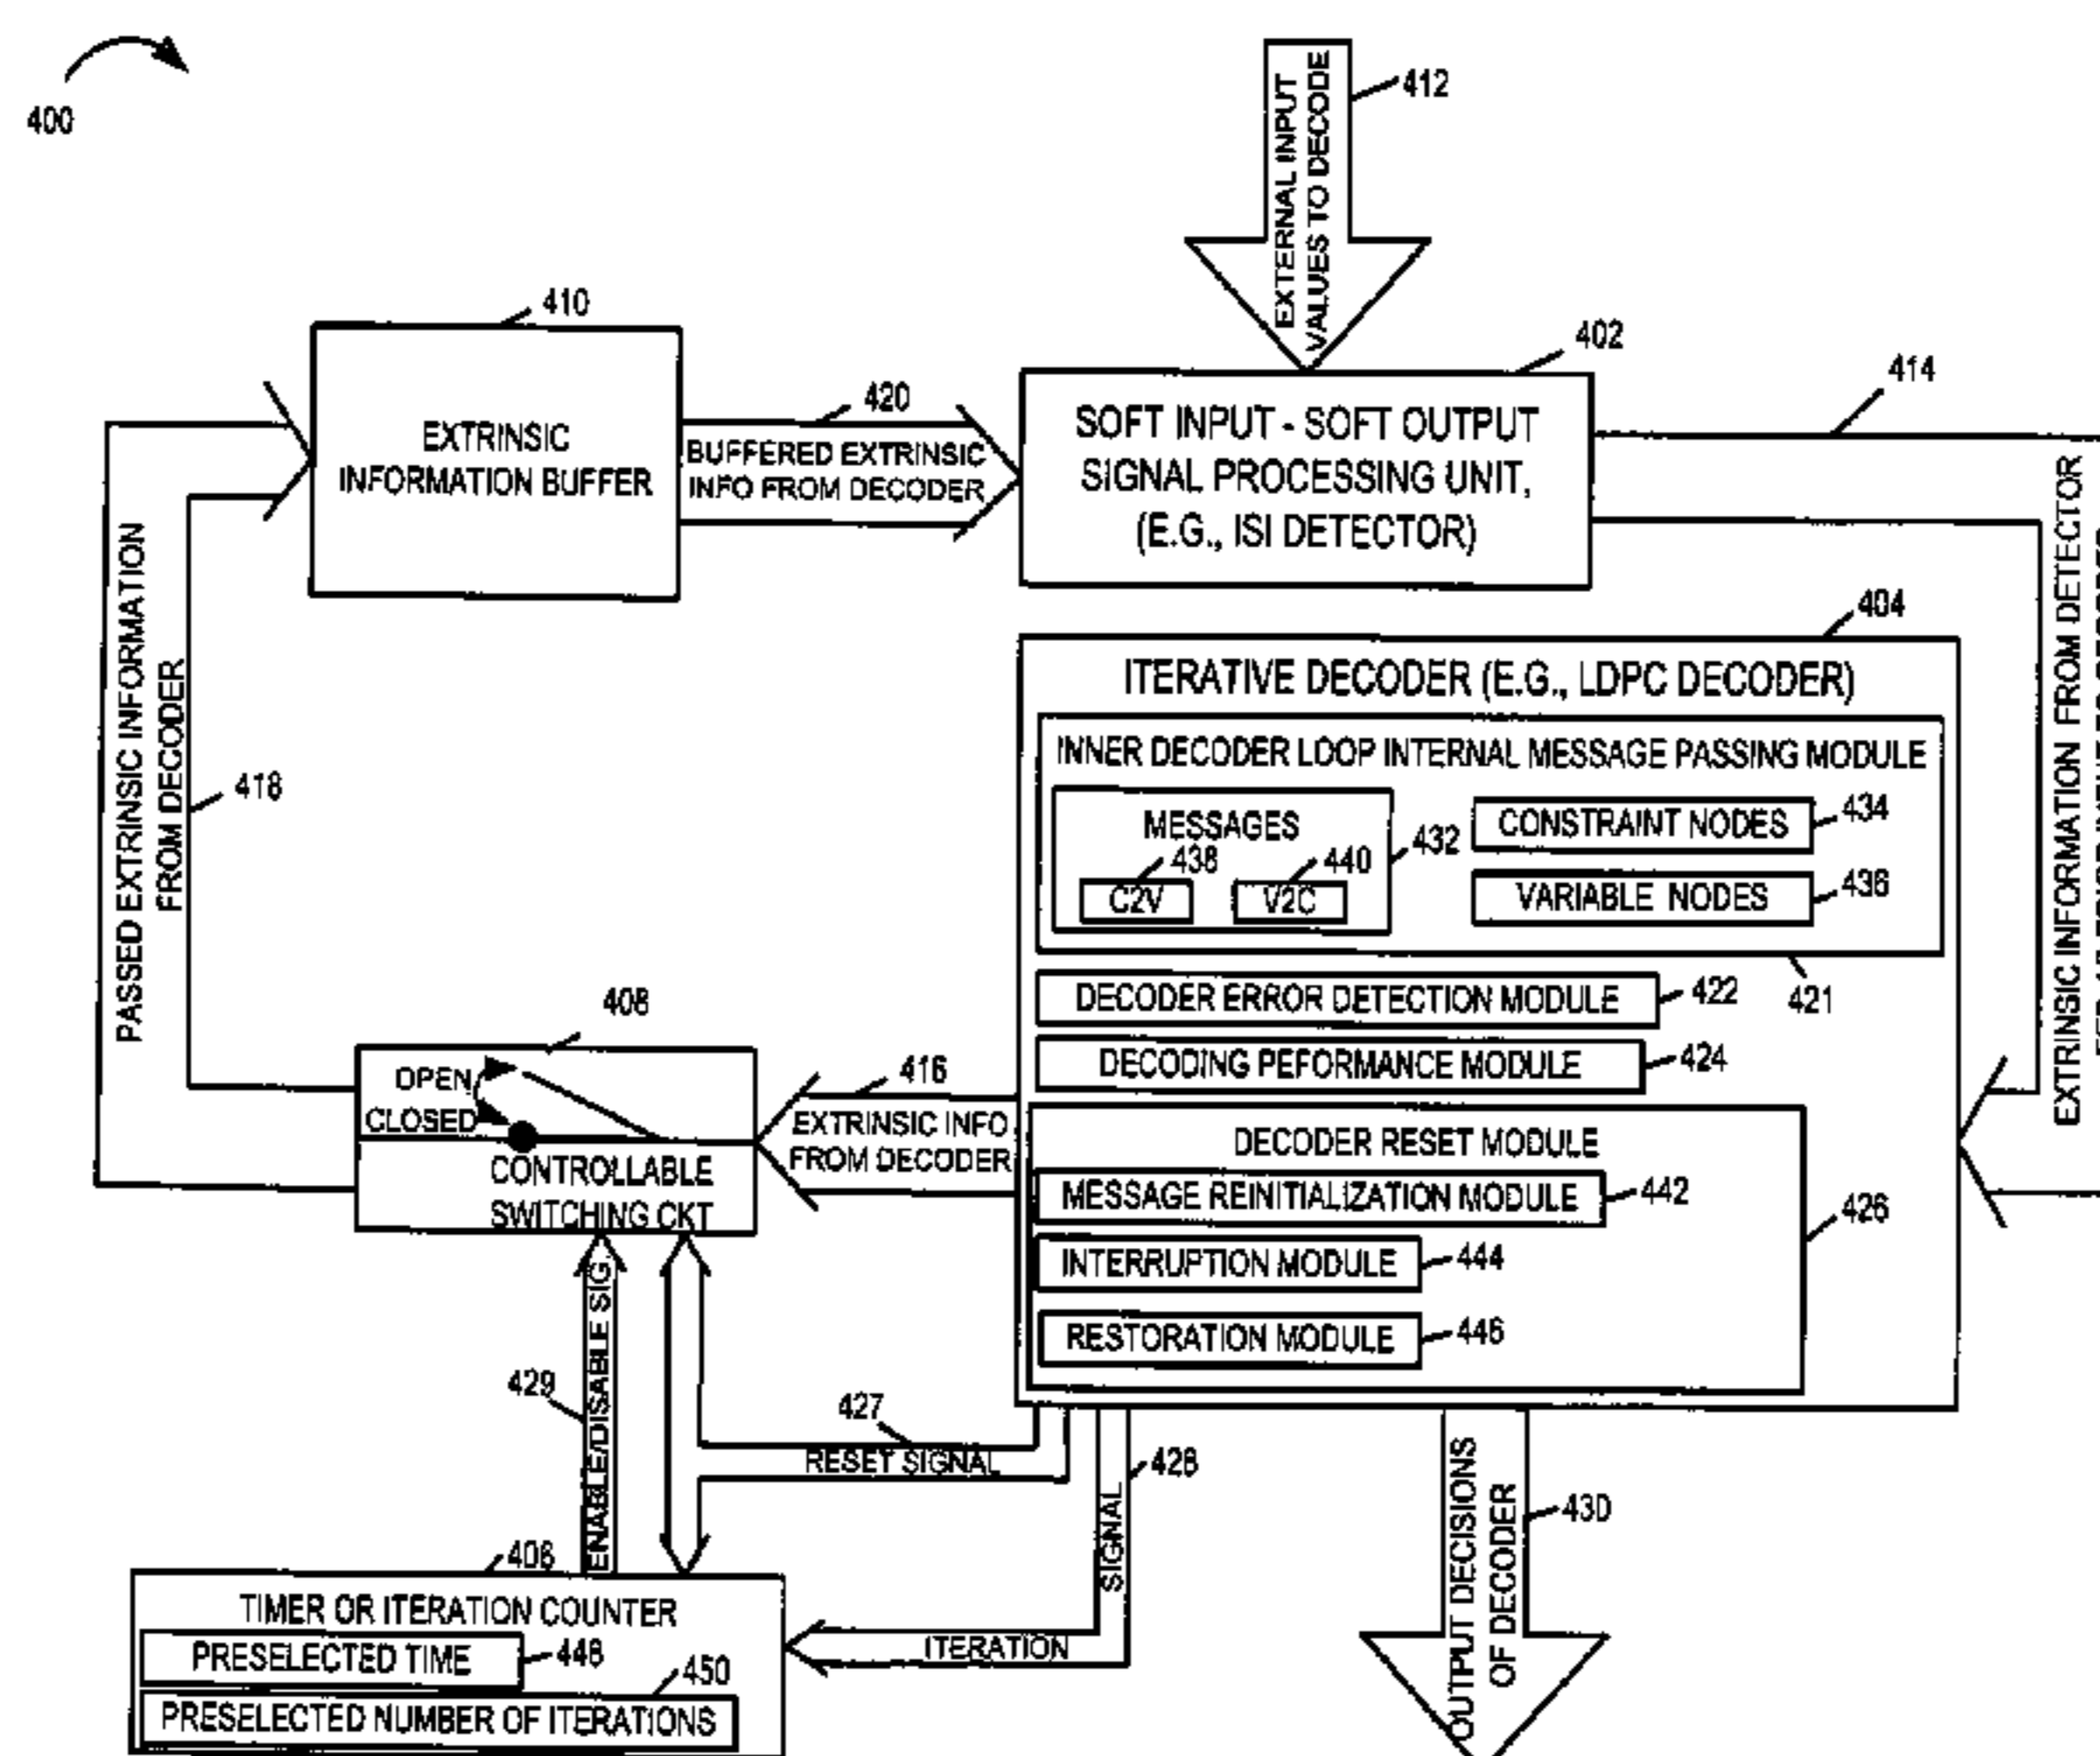 400
412
EXTERNAL INPUT
VALUES TO DECODE
410
EXTRINSIC
INFORMATION BUFFER
420
BUFFERED EXTRINSIC
INFO FROM DECODER
402
SOFT INPUT - SOFT OUTPUT
SIGNAL PROCESSING UNIT,
(E.G., ISI DETECTOR)
414
EXTRINSIC INFORMATION FROM DETECTOR
PASSED EXTRINSIC INFORMATION
FROM DECODER
418
404
ITERATIVE DECODER (E.G., LDPC DECODER)
INNER DECODER LOOP INTERNAL MESSAGE PASSING MODULE
MESSAGES
438
440
C2V
V2C
432
CONSTRAINT NODES
434
VARIABLE NODES
436
421
DECODER ERROR DETECTION MODULE
422
DECODING PEFORMANCE MODULE
424
DECODER RESET MODULE
MESSAGE REINITIALIZATION MODULE
442
426
INTERRUPTION MODULE
444
RESTORATION MODULE
446
408
OPEN
CLOSED
CONTROLLABLE
SWITCHING CKT
416
EXTRINSIC INFO
FROM DECODER
429
ENABLE/DISABLE SIG
427
RESET SIGNAL
428
SIGNAL
ITERATION
430
OUTPUT DECISIONS
OF DECODER
406
TIMER OR ITERATION COUNTER
PRESELECTED TIME
448
450
PRESELECTED NUMBER OF ITERATIONS